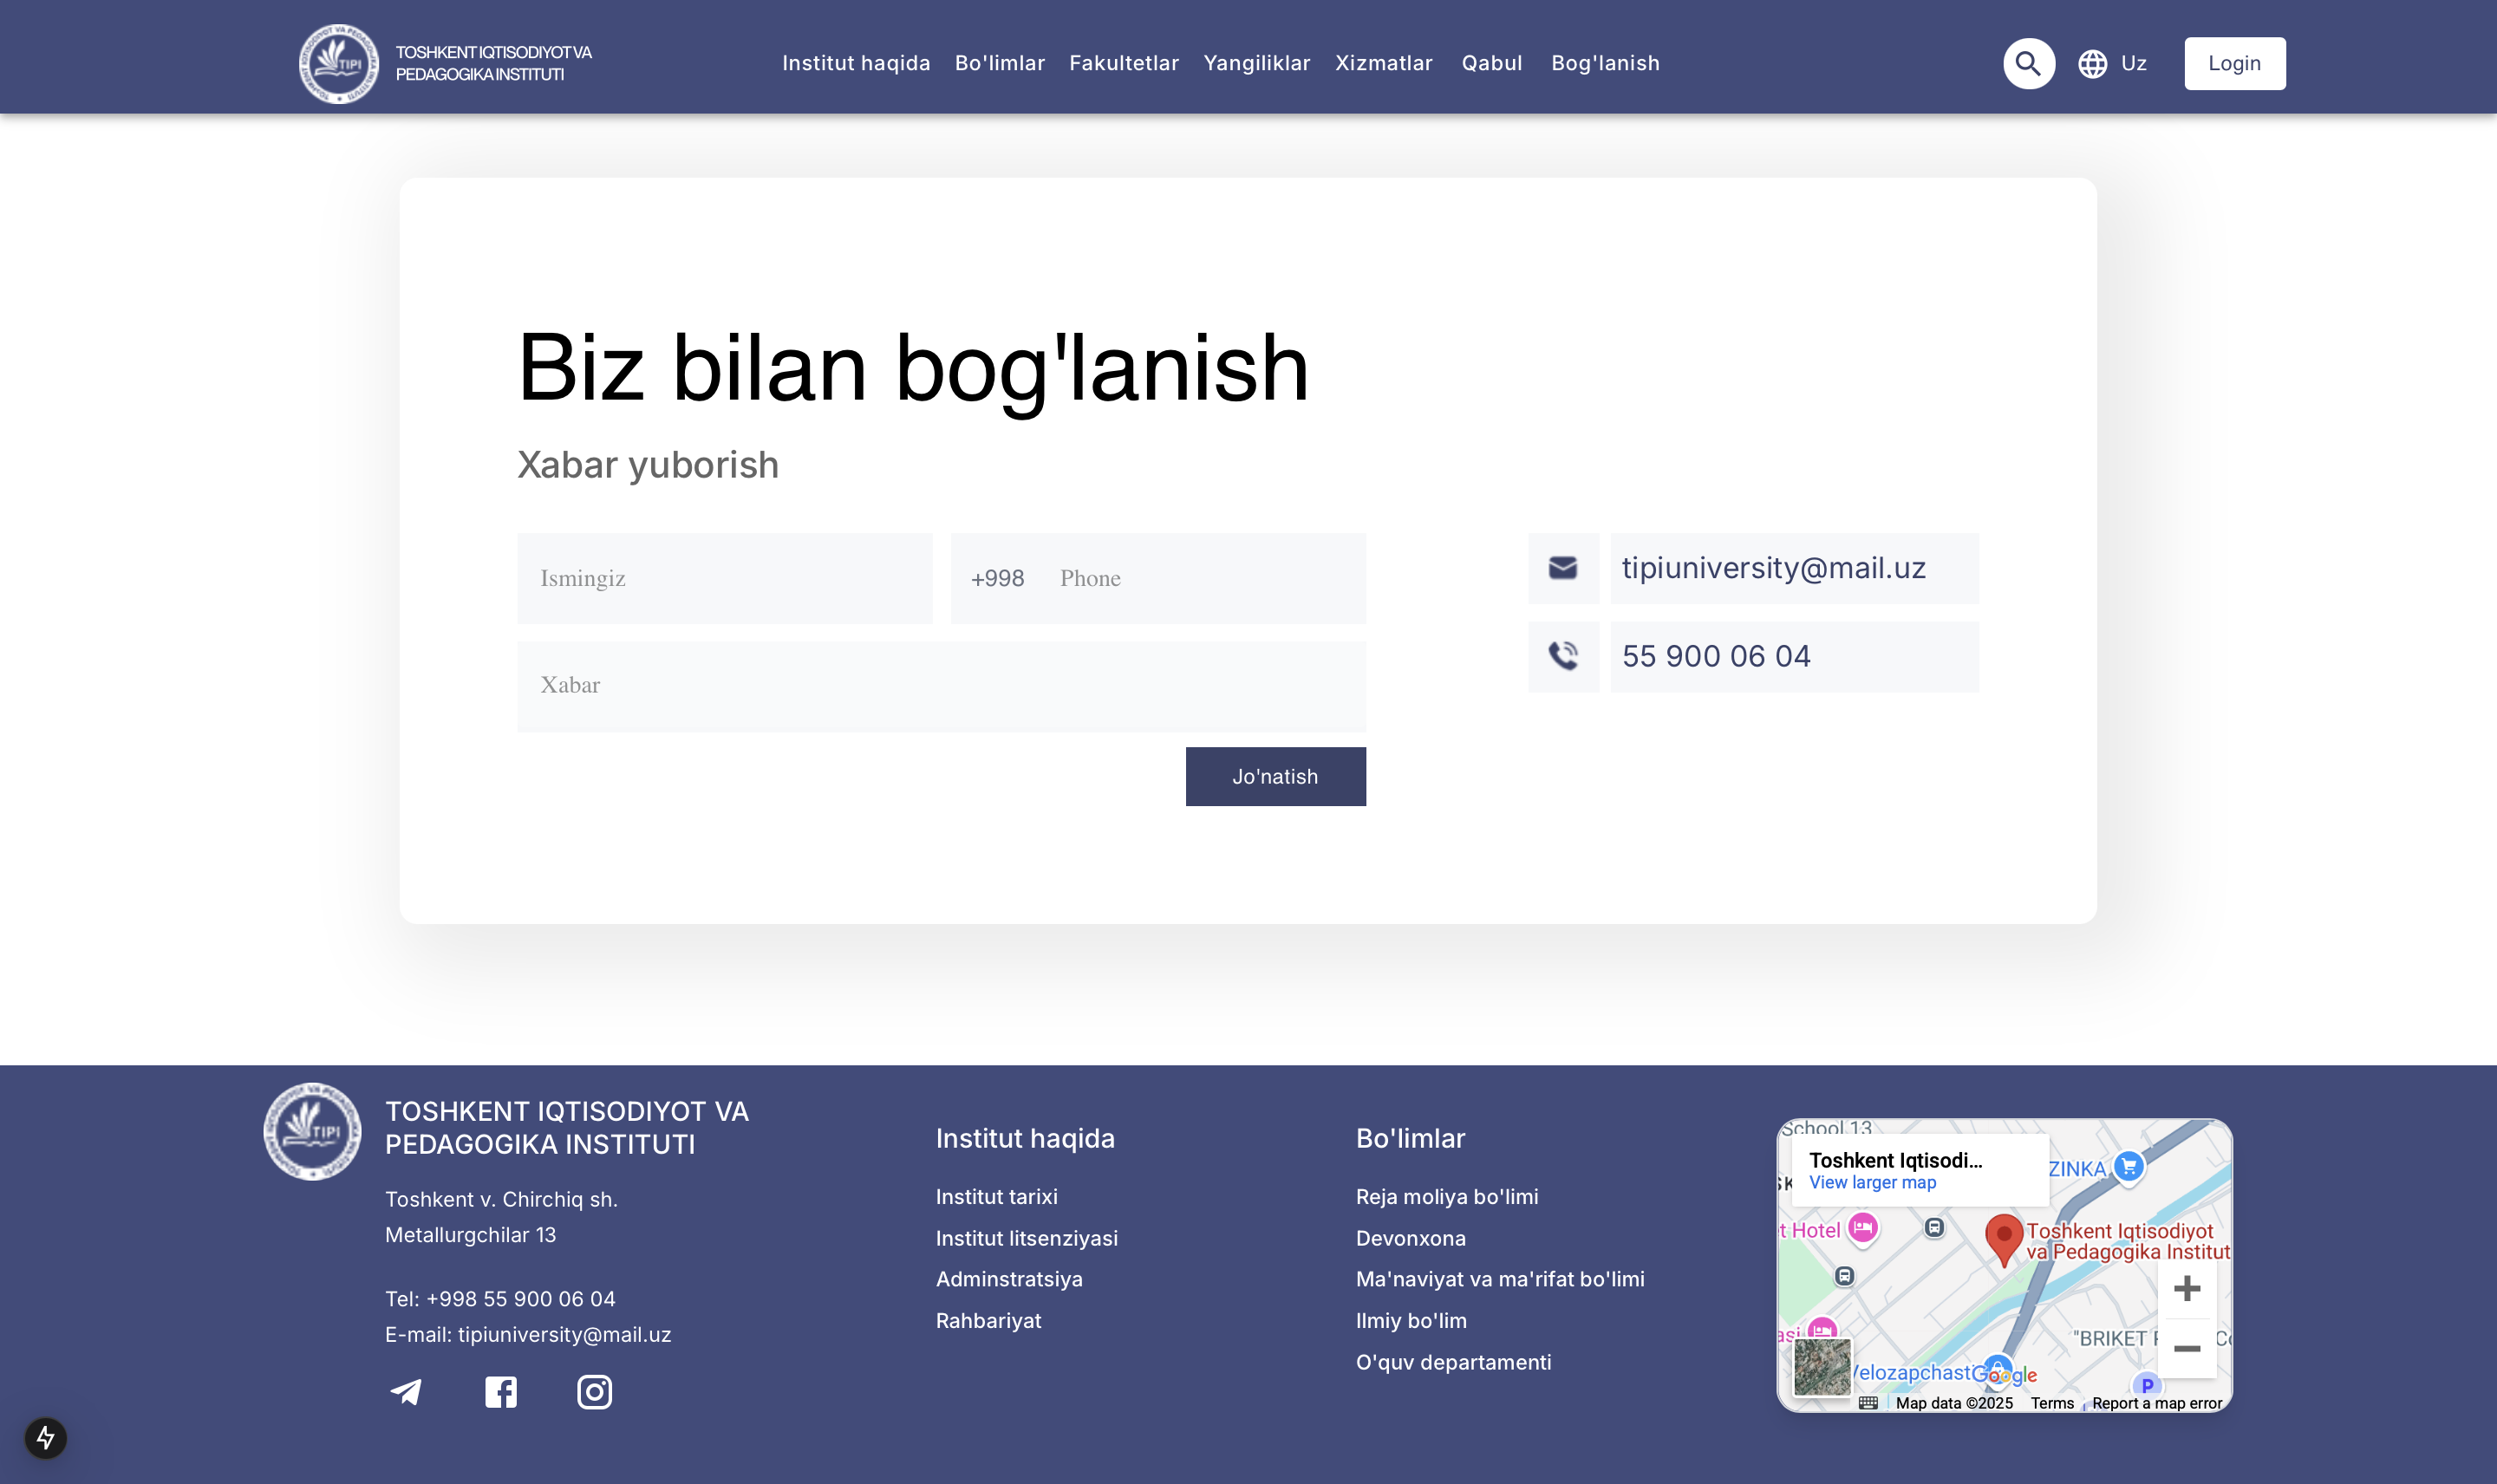 TIPI
TOSHKENT IQTISODIYOT VA
PEDAGOGIKA INSTITUTI
Institut haqida
Bo'limlar
Fakultetlar
Yangiliklar
Xizmatlar
Qabul
Bog'lanish
Uz
Login
Biz bilan bog'lanish
Xabar yuborish
Ismingiz
+998 Phone
Xabar
Jo'natish
tipiuniversity@mail.uz
55 900 06 04
TIPI
TOSHKENT IQTISODIYOT VA
PEDAGOGIKA INSTITUTI
Toshkent v. Chirchiq sh.
Metallurgchilar 13
Tel: +998 55 900 06 04
E-mail: tipiuniversity@mail.uz
Institut haqida
Institut tarixi
Institut litsenziyasi
Adminstratsiya
Rahbariyat
Bo'limlar
Reja moliya bo'limi
Devonxona
Ma'naviyat va ma'rifat bo'limi
Ilmiy bo'lim
O'quv departamenti
School 13
Toshkent Iqtisodi...
View larger map
ZINKA
t Hotel
Toshkent Iqtisodiyot
va Pedagogika Institut
"BRIKET
Velozapchasti
Google
P
Map data ©2025
Terms
Report a map error